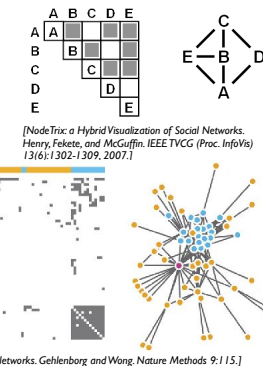 A B C D E
A A
B B
C C
D D
E E
C
E B D
A
[NodeTrix: a Hybrid Visualization of Social Networks.
Henry, Fekete, and McGuffin. IEEE TVCG (Proc. InfoVis)
13(6):1302-1309, 2007.]
etworks. Gehlenborg and Wong. Nature Methods 9:115.]